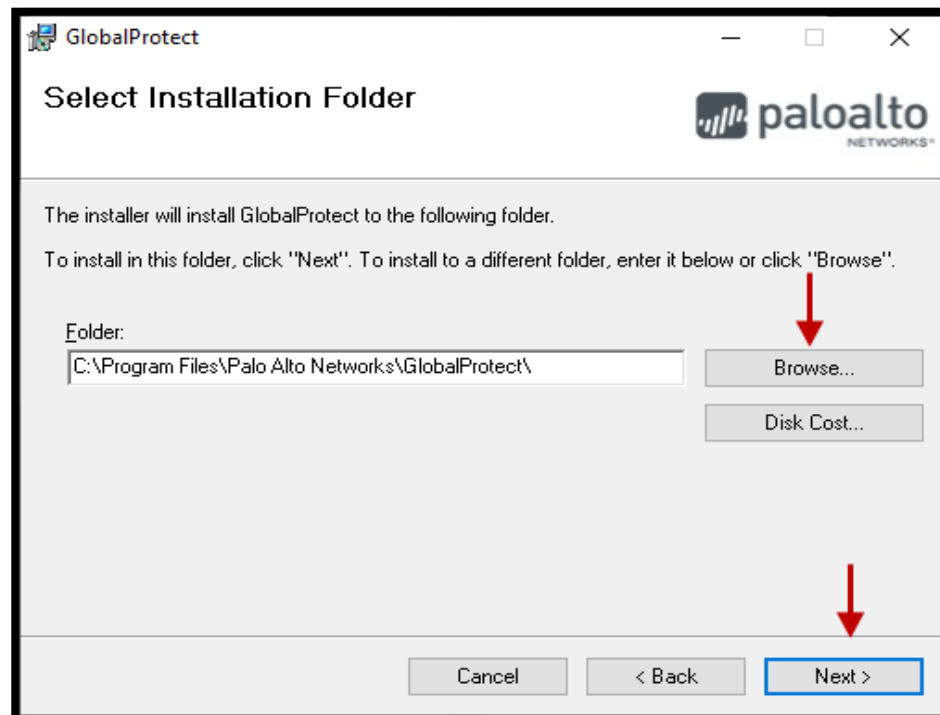 GlobalProtect
Select Installation Folder
paloalto
NETWORKS®
The installer will install GlobalProtect to the following folder.
To install in this folder, click "Next". To install to a different folder, enter it below or click "Browse".
Folder:
C:\Program Files\Palo Alto Networks\GlobalProtect\
Browse...
Disk Cost...
Cancel
< Back
Next >